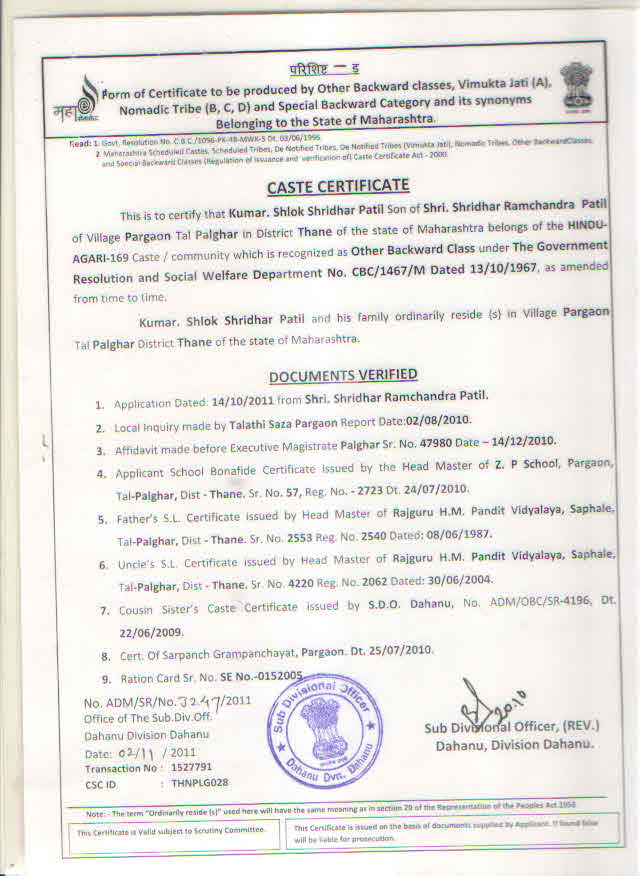 परिशिष्ट – ड
महा
Form of Certificate to be produced by Other Backward classes, Vimukta Jati (A),
Nomadic Tribe (B, C, D) and Special Backward Category and its synonyms
Belonging to the State of Maharashtra.
Read: 1. Govt. Resolution No. C.B.C./1096-PK-48-MWK-5 Dt. 03/06/1996
2. Maharashtra Scheduled Castes, Scheduled Tribes, De Notified Tribes, De Notified Tribes (Vimukta Jati), Nomadic Tribes, Other BackwardClasses,
and Special Backward Classes (Regulation of issuance and verification of) Caste Certificate Act - 2000.
CASTE CERTIFICATE
This is to certify that Kumar. Shlok Shridhar Patil Son of Shri. Shridhar Ramchandra Patil
of Village Pargaon Tal Palghar in District Thane of the state of Maharashtra belongs of the HINDU-
AGARI-169 Caste / community which is recognized as Other Backward Class under The Government
Resolution and Social Welfare Department No. CBC/1467/M Dated 13/10/1967, as amended
from time to time.
Kumar. Shlok Shridhar Patil and his family ordinarily reside (s) in Village Pargaon
Tal Palghar District Thane of the state of Maharashtra.
DOCUMENTS VERIFIED
1. Application Dated: 14/10/2011 from Shri. Shridhar Ramchandra Patil.
2. Local Inquiry made by Talathi Saza Pargaon Report Date:02/08/2010.
3. Affidavit made before Executive Magistrate Palghar Sr. No. 47980 Date – 14/12/2010.
4. Applicant School Bonafide Certificate Issued by the Head Master of Z. P School, Pargaon,
Tal-Palghar, Dist - Thane. Sr. No. 57, Reg. No. - 2723 Dt. 24/07/2010.
5. Father's S.L. Certificate issued by Head Master of Rajguru H.M. Pandit Vidyalaya, Saphale,
Tal-Palghar, Dist - Thane. Sr. No. 2553 Reg. No. 2540 Dated: 08/06/1987.
6. Uncle's S.L. Certificate issued by Head Master of Rajguru H.M. Pandit Vidyalaya, Saphale,
Tal-Palghar, Dist - Thane. Sr. No. 4220 Reg. No. 2062 Dated: 30/06/2004.
7. Cousin Sister's Caste Certificate issued by S.D.O. Dahanu, No. ADM/OBC/SR-4196, Dt.
22/06/2009.
8. Cert. Of Sarpanch Grampanchayat, Pargaon. Dt. 25/07/2010.
9. Ration Card Sr. No. SE No.-0152005.
No. ADM/SR/No. 3247/2011
Office of The Sub.Div.Off.
Dahanu Division Dahanu
Date: 02/11 / 2011
Transaction No : 1527791
CSC ID : THNPLG028
Sub Divisional Officer
Dahanu Dvn. Dahanu
20.10
Sub Divisional Officer, (REV.)
Dahanu, Division Dahanu.
Note: - The term "Ordinarily reside (s)" used here will have the same meaning as in section 20 of the Representation of the Peoples Act.1950
This Certificate is Valid subject to Scrutiny Committee.
This Certificate is issued on the basis of documents supplied by Applicant. If found false
will be liable for prosecution.